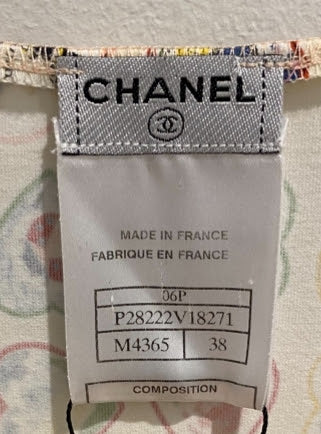 CHANEL
MADE IN FRANCE
FABRIQUE EN FRANCE
06P
P28222V18271
M4365 38
COMPOSITION